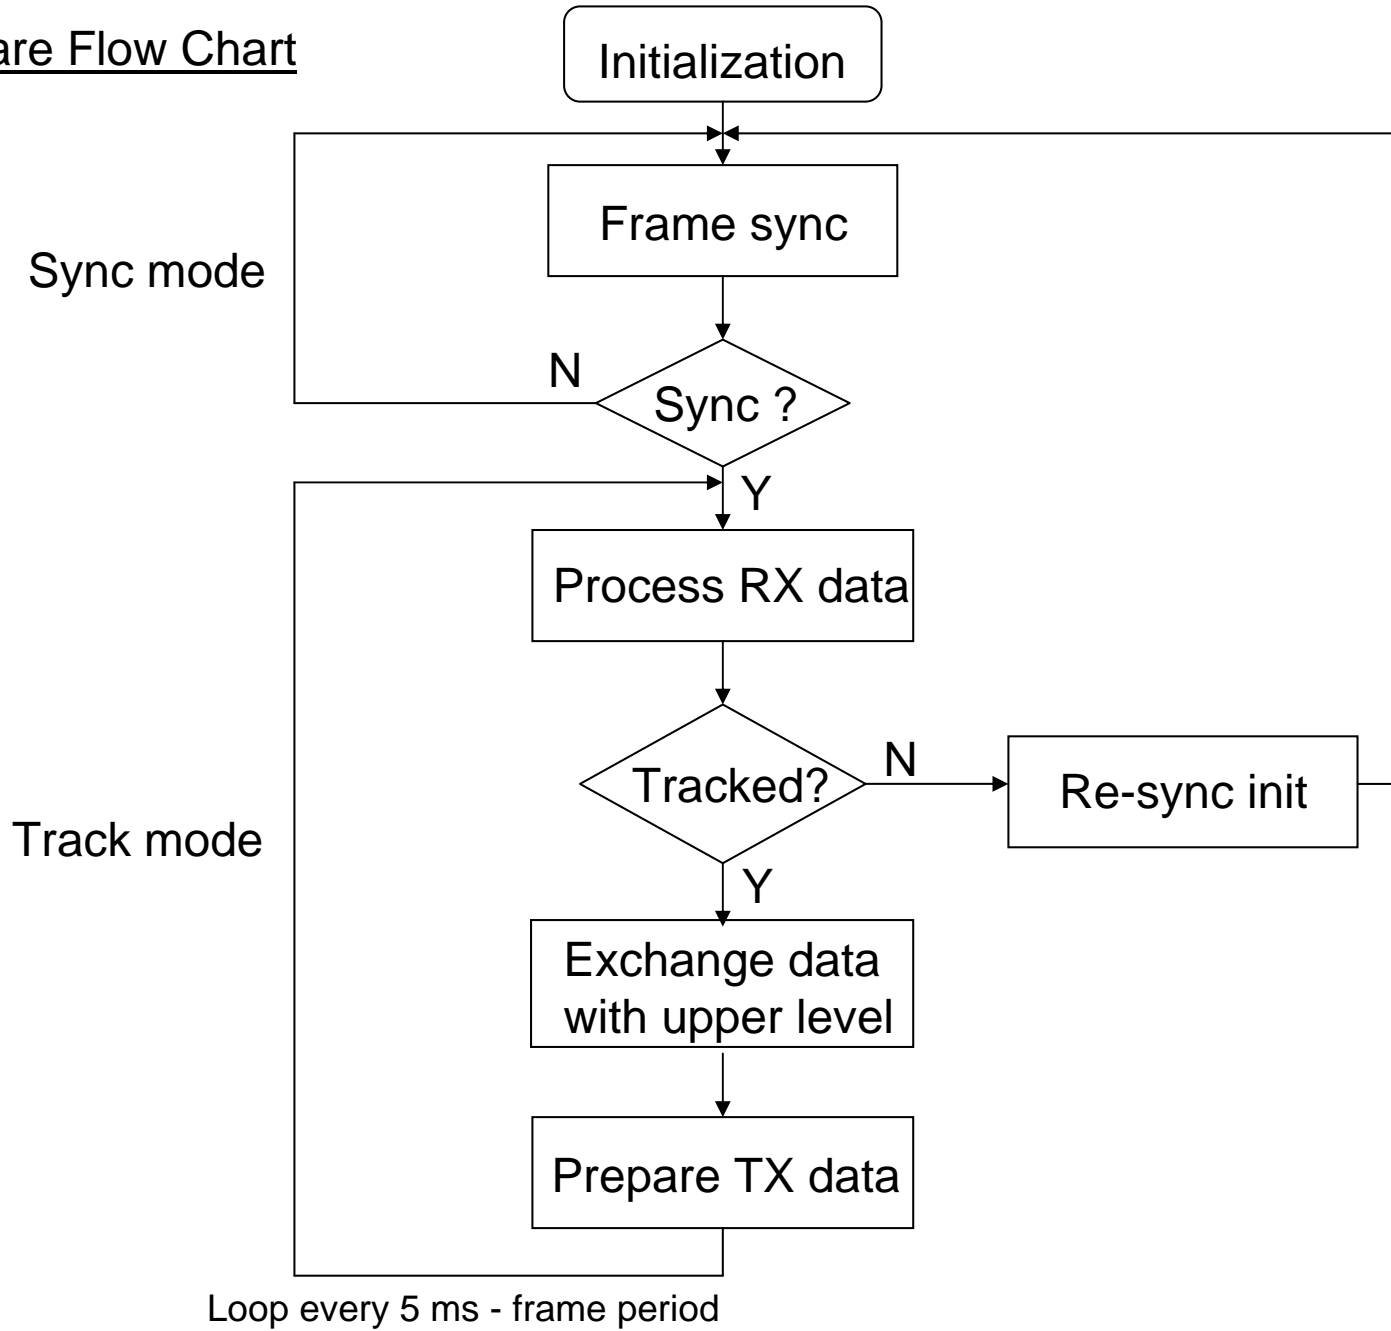 Flow Chart
Initialization
Frame sync
Sync mode
N
Sync ?
Y
Process RX data
Tracked?
N
Re-sync init
Track mode
Y
Exchange data
with upper level
Prepare TX data
Loop every 5 ms - frame period